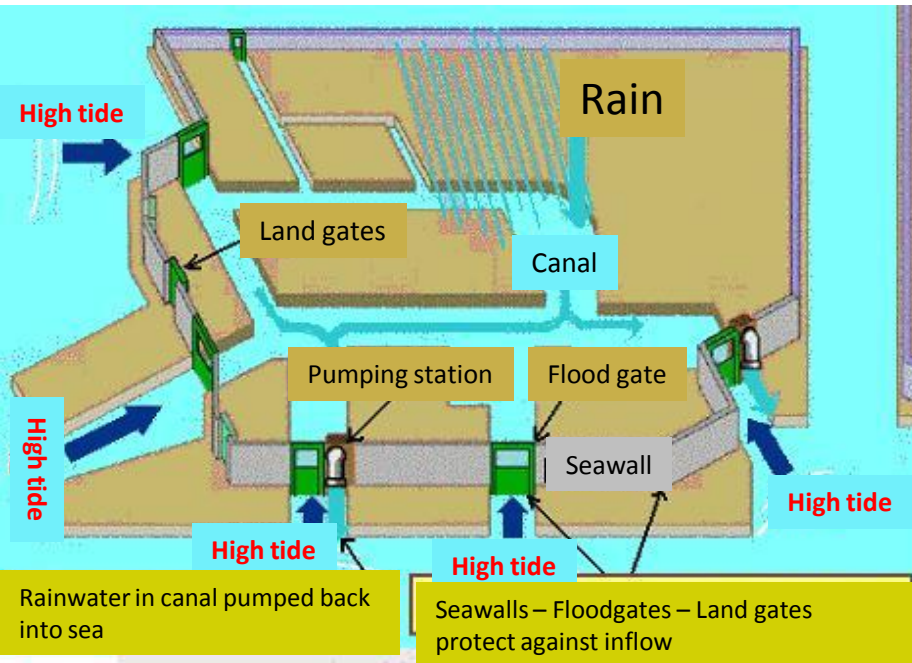 Rain
High tide
Land gates
Canal
Pumping station
Flood gate
High tide
Seawall
High tide
High tide
High tide
Rainwater in canal pumped back
into sea
Seawalls – Floodgates – Land gates
protect against inflow